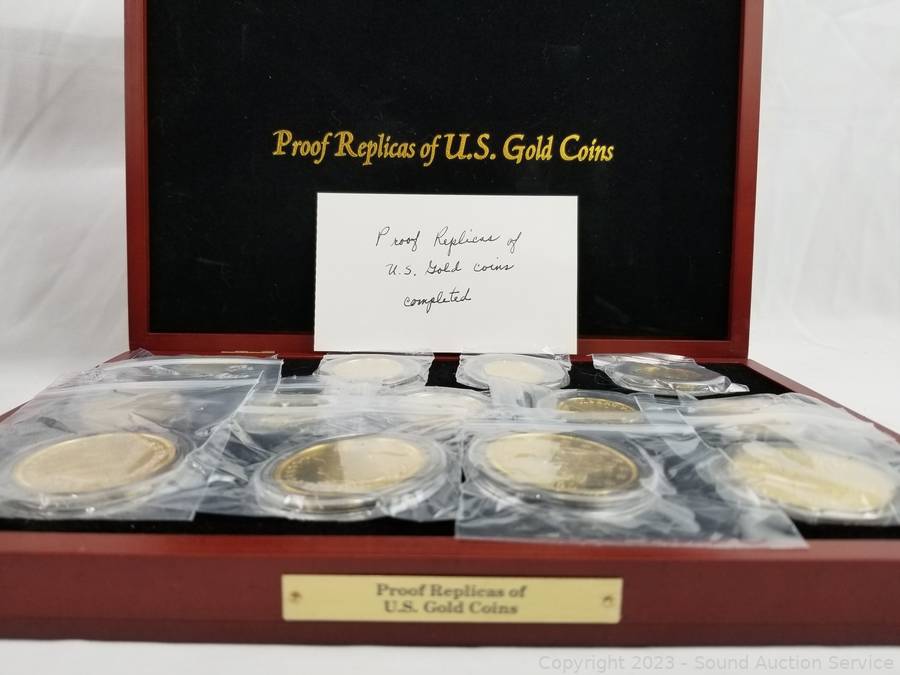 Proof Replicas of U.S. Gold Coins
Proof Replicas of
U.S. Gold coins
completed
Proof Replicas of
U.S. Gold Coins
Copyright 2023 - Sound Auction Service